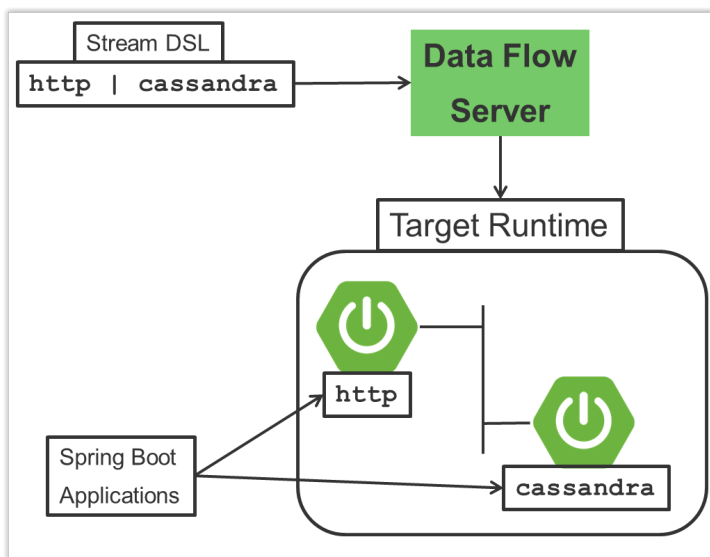 Stream DSL
http | cassandra
Data Flow
Server
Target Runtime
http
cassandra
Spring Boot
Applications